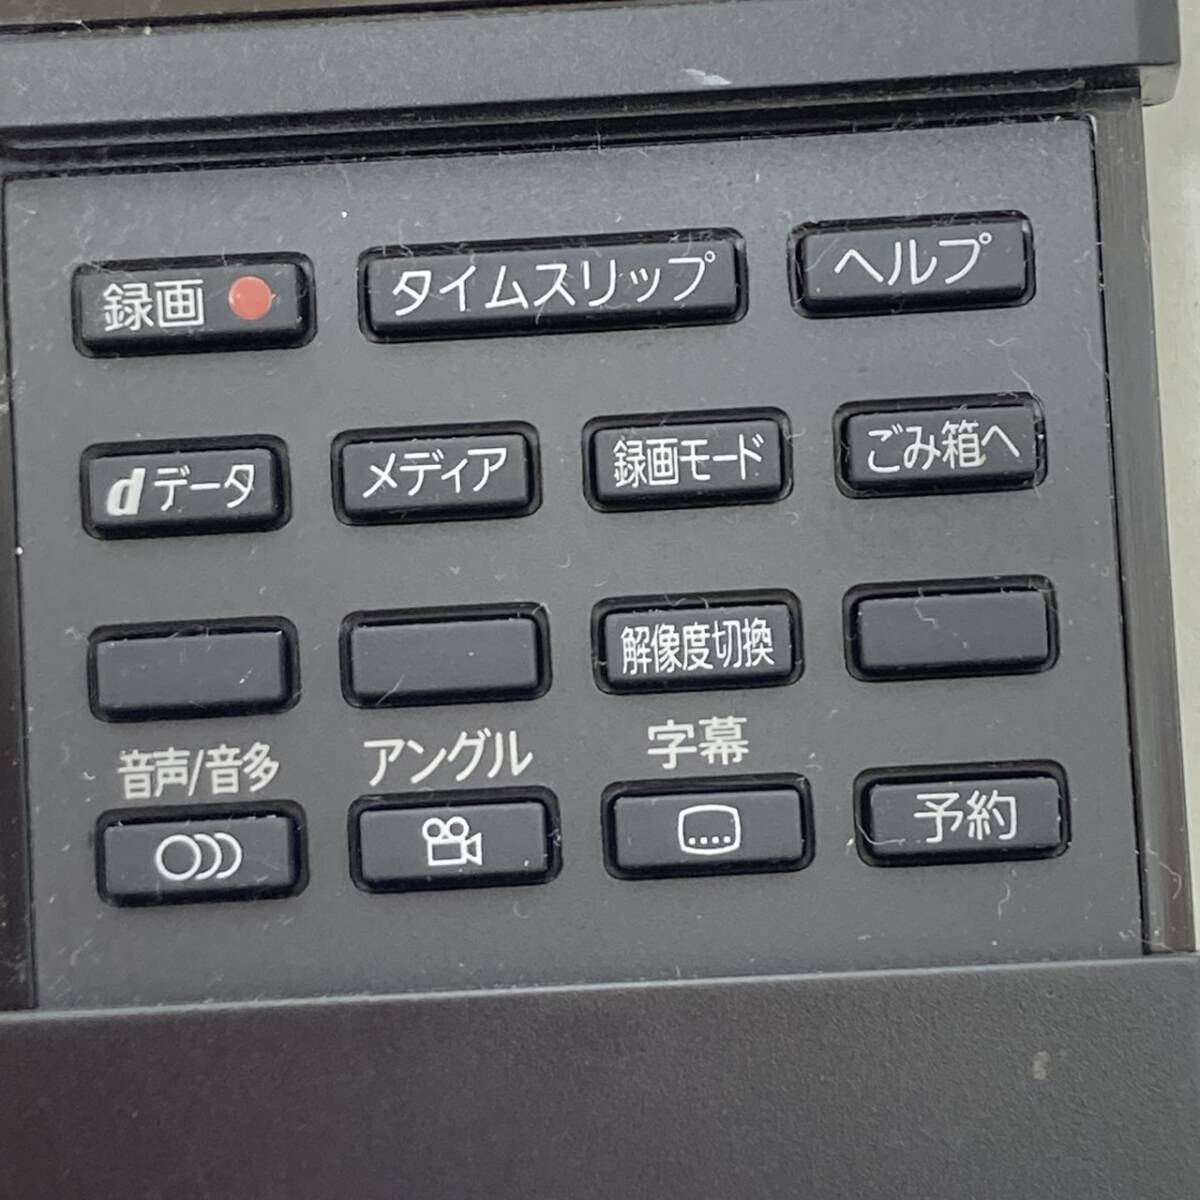 録画
タイムスリップ
ヘルプ
dデータ
メディア
録画モード
ごみ箱へ
解像度切換
音声/音多
アングル
字幕
予約